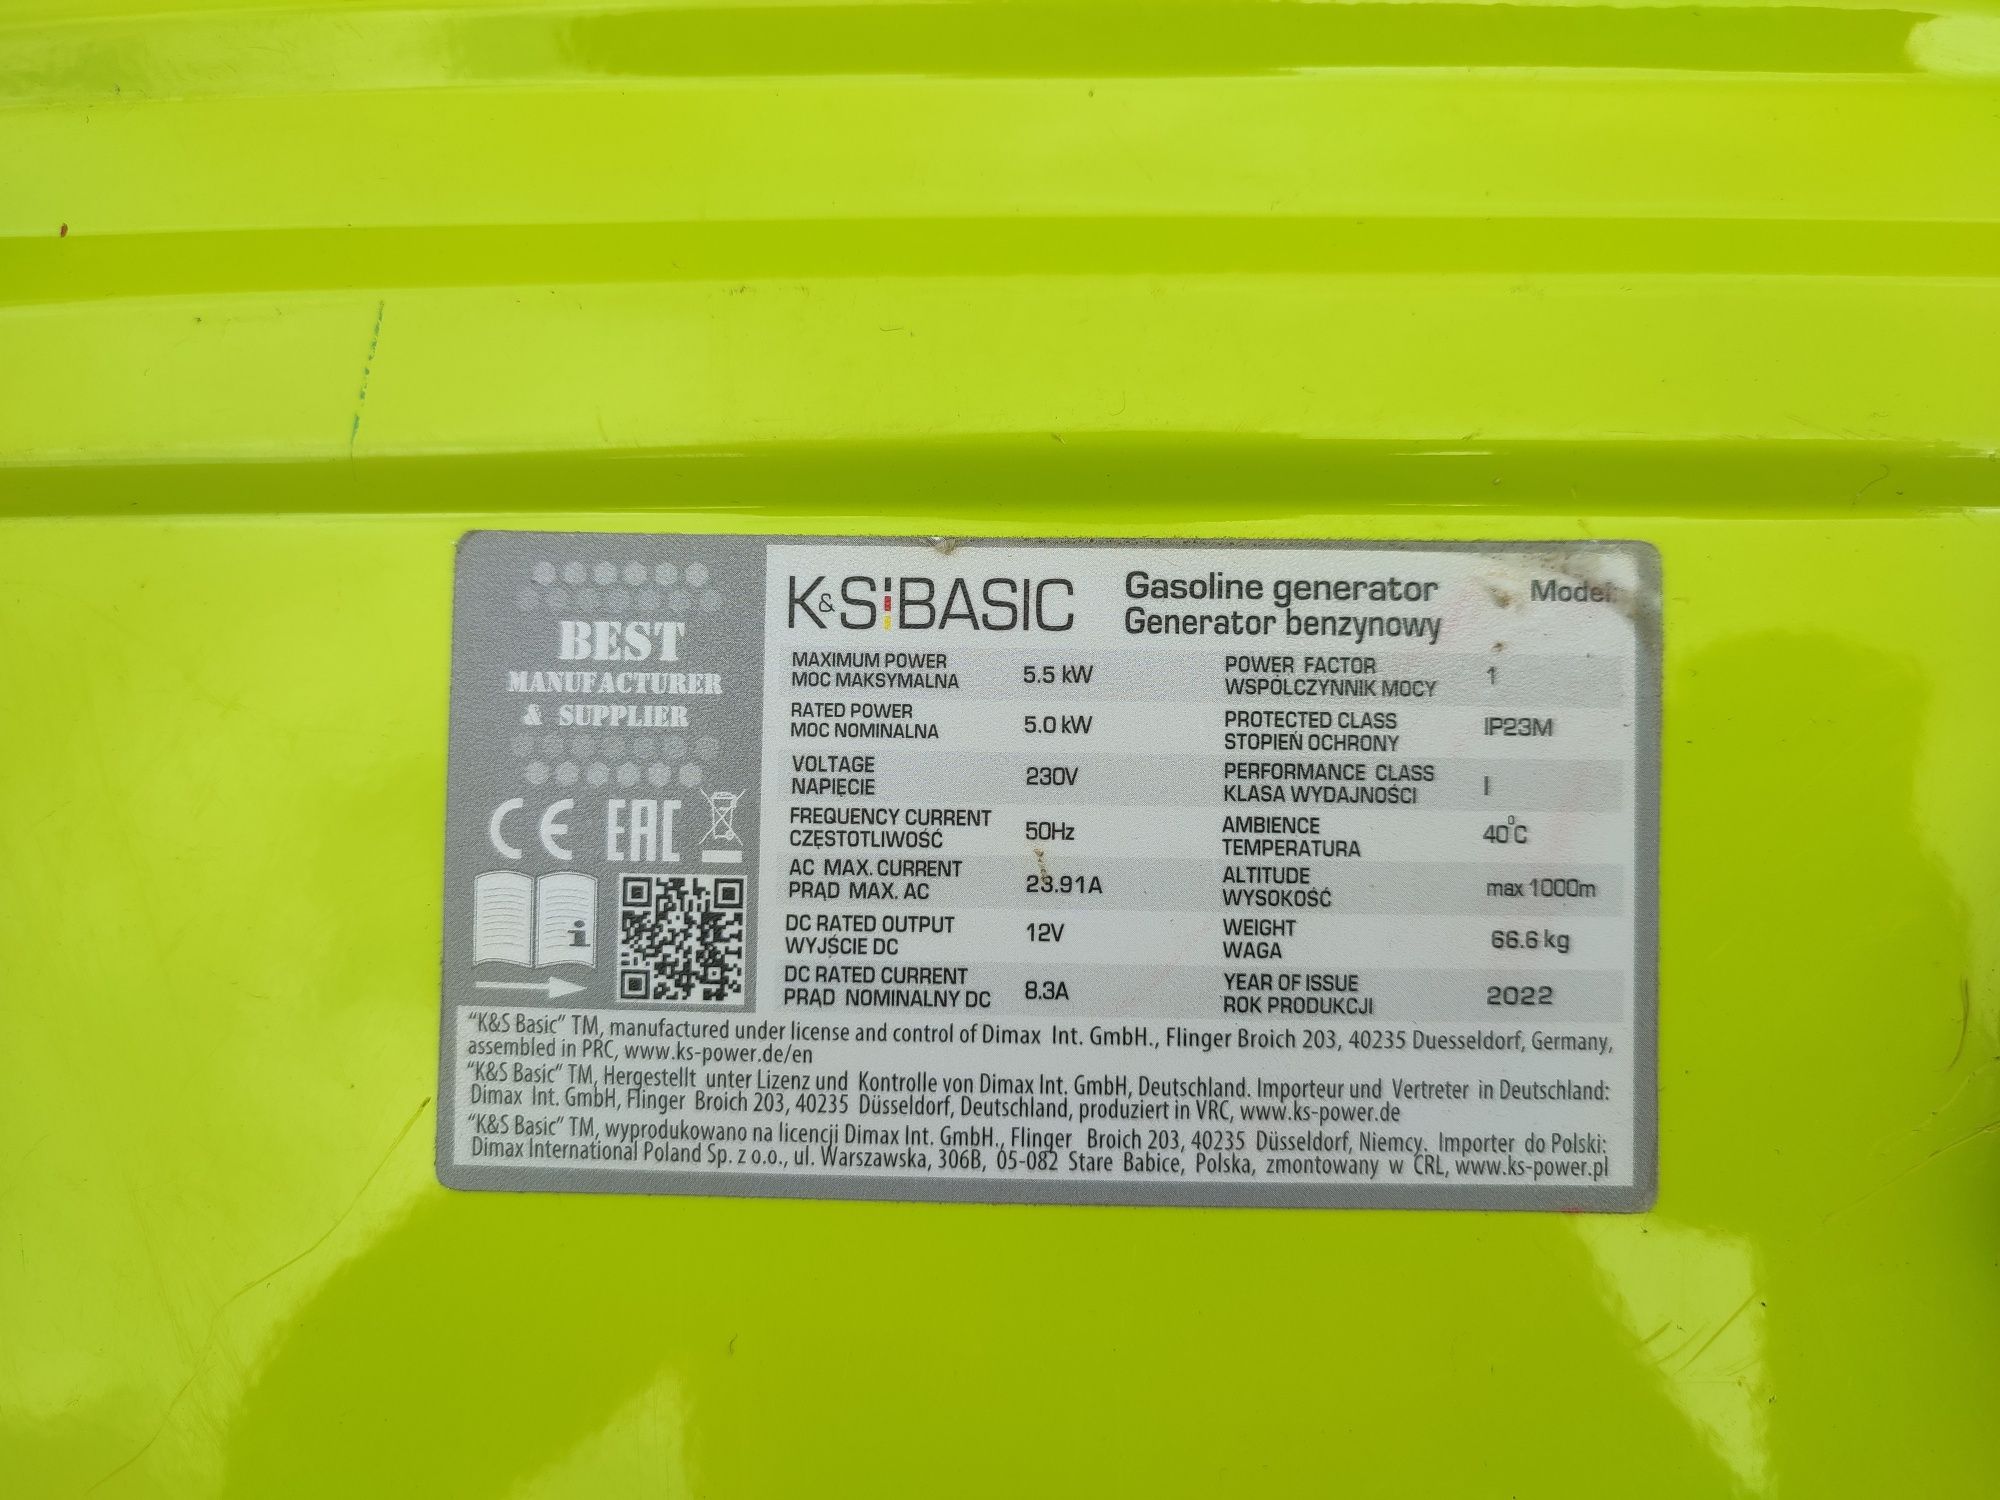 BEST
MANUFACTURER
& SUPPLIER
CE EAC
i
K&S BASIC
Gasoline generator
Generator benzynowy
Model:
MAXIMUM POWER
MOC MAKSYMALNA
5.5 kW
RATED POWER
MOC NOMINALNA
5.0 kW
VOLTAGE
NAPIĘCIE
230V
FREQUENCY CURRENT
CZĘSTOTLIWOŚĆ
50Hz
AC MAX. CURRENT
PRĄD MAX. AC
23.91A
DC RATED OUTPUT
WYJŚCIE DC
12V
DC RATED CURRENT
PRĄD NOMINALNY DC
8.3A
POWER FACTOR
WSPÓLCZYNNIK MOCY
1
PROTECTED CLASS
STOPIEŃ OCHRONY
IP23M
PERFORMANCE CLASS
KLASA WYDAJNOŚCI
I
AMBIENCE
TEMPERATURA
40°C
ALTITUDE
WYSOKOŚĆ
max 1000m
WEIGHT
WAGA
66.6 kg
YEAR OF ISSUE
ROK PRODUKCJI
2022
"K&S Basic" TM, manufactured under license and control of Dimax Int. GmbH., Flinger Broich 203, 40235 Duesseldorf, Germany,
assembled in PRC, www.ks-power.de/en
"K&S Basic" TM, Hergestellt unter Lizenz und Kontrolle von Dimax Int. GmbH, Deutschland. Importeur und Vertreter in Deutschland:
Dimax Int. GmbH, Flinger Broich 203, 40235 Düsseldorf, Deutschland, produziert in VRC, www.ks-power.de
"K&S Basic" TM, wyprodukowano na licencji Dimax Int. GmbH., Flinger Broich 203, 40235 Düsseldorf, Niemcy. Importer do Polski:
Dimax International Poland Sp. z o.o., ul. Warszawska, 306B, 05-082 Stare Babice, Polska, zmontowany w CRL, www.ks-power.pl